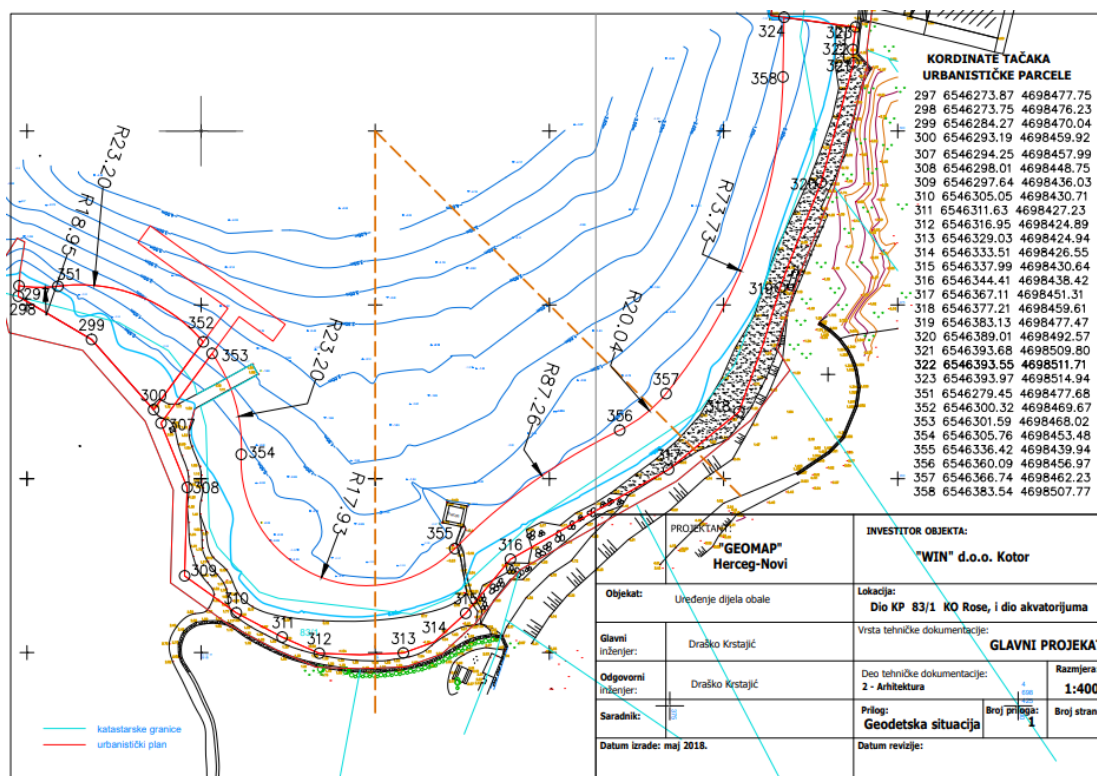 KORDINATE TAČAKA
URBANISTIČKE PARCELE
297 6546273.87 4698477.75
298 6546273.75 4698476.23
299 6546284.27 4698470.04
300 6546293.19 4698459.92
307 6546294.25 4698457.99
308 6546298.01 4698448.75
309 6546297.64 4698436.03
310 6546305.05 4698430.71
311 6546311.63 4698427.23
312 6546316.95 4698424.89
313 6546329.03 4698424.94
314 6546333.51 4698426.55
315 6546337.99 4698430.64
316 6546344.41 4698438.42
317 6546367.11 4698451.31
318 6546377.21 4698459.61
319 6546383.13 4698477.47
320 6546389.01 4698492.57
321 6546393.68 4698509.80
322 6546393.55 4698511.71
323 6546393.97 4698514.94
351 6546279.45 4698477.68
352 6546300.32 4698469.67
353 6546301.59 4698468.02
354 6546305.76 4698453.48
355 6546336.42 4698439.94
356 6546360.09 4698456.97
357 6546366.74 4698462.23
358 6546383.54 4698507.77
324
323
322
321
358
320
319
318
357
356
316
355
315
314
313
312
311
310
309
308
307
300
354
353
352
351
299
298
297
R23.20
R18.95
R23.20
R17.93
R87.26
R20.04
R73.73
83/1
katastarske granice
urbanistički plan
PROJEKTANT:
"GEOMAP"
Herceg-Novi
INVESTITOR OBJEKTA:
"WIN" d.o.o. Kotor
Objekat:
Uređenje dijela obale
Lokacija:
Dio KP 83/1 KO Rose, i dio akvatorijuma
Glavni
inženjer:
Draško Krstajić
Vrsta tehničke dokumentacije:
GLAVNI PROJEKAT
Odgovorni
inženjer:
Draško Krstajić
Deo tehničke dokumentacije:
2 - Arhitektura
Razmjera:
1:400
Saradnik:
Prilog:
Geodetska situacija
Broj priloga:
1
Broj strane
Datum izrade: maj 2018.
Datum revizije: